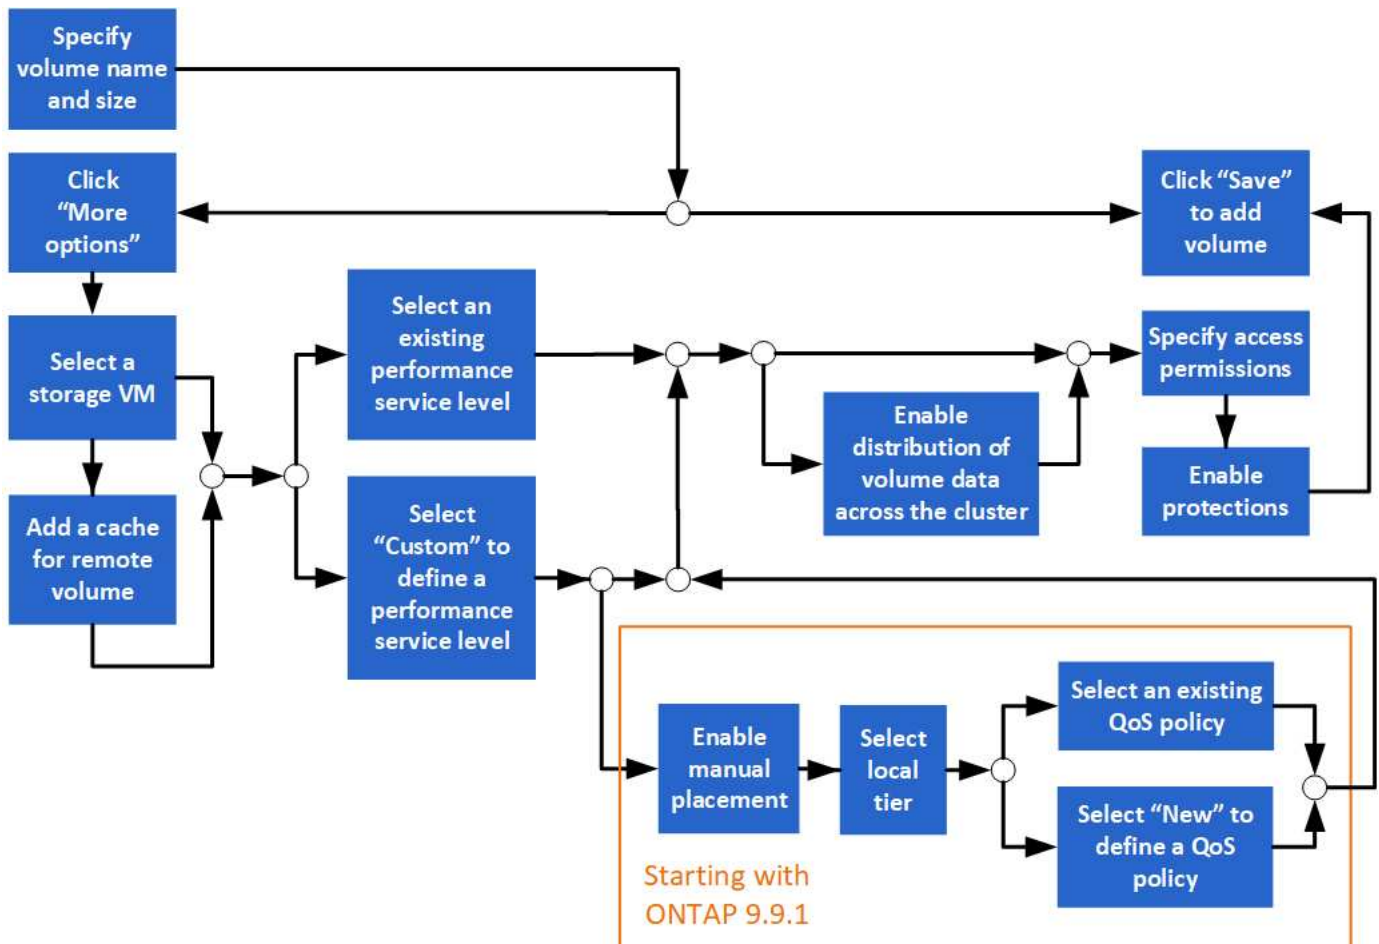 Specify
volume name
and size
Click
“More
options”
Click “Save”
to add
volume
Select a
storage VM
Select an
existing
performance
service level
Specify access
permissions
Enable
distribution of
volume data
across the cluster
Enable
protections
Add a cache
for remote
volume
Select
“Custom” to
define a
performance
service level
Enable
manual
placement
Select
local
tier
Select an existing
QoS policy
Select “New” to
define a QoS
policy
Starting with
ONTAP 9.9.1